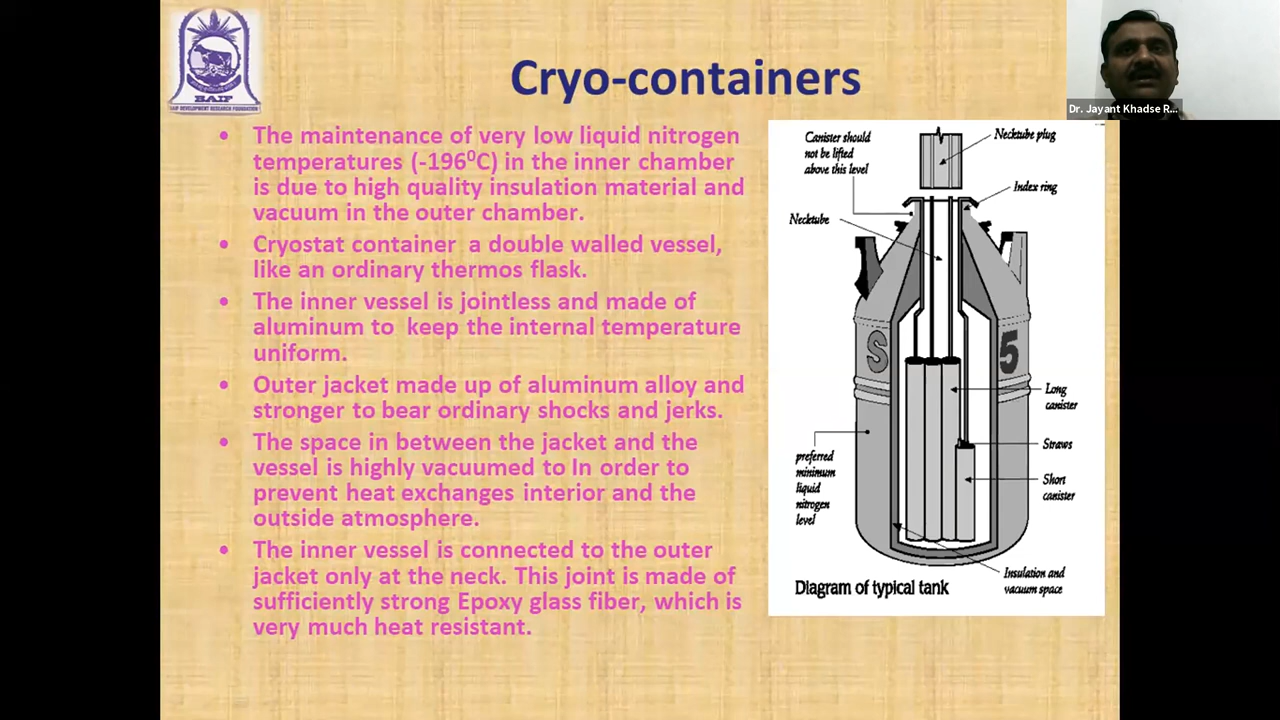 Cryo-containers
BAIF
BAIF DEVELOPMENT RESEARCH FOUNDATION
Dr. Jayant Khadse R...
• The maintenance of very low liquid nitrogen
temperatures (-196⁰C) in the inner chamber
is due to high quality insulation material and
vacuum in the outer chamber.
• Cryostat container a double walled vessel,
like an ordinary thermos flask.
• The inner vessel is jointless and made of
aluminum to keep the internal temperature
uniform.
• Outer jacket made up of aluminum alloy and
stronger to bear ordinary shocks and jerks.
• The space in between the jacket and the
vessel is highly vacuumed to In order to
prevent heat exchanges interior and the
outside atmosphere.
• The inner vessel is connected to the outer
jacket only at the neck. This joint is made of
sufficiently strong Epoxy glass fiber, which is
very much heat resistant.
Canister should
not be lifted
above this level
Necktube plug
Index ring
Necktube
S
5
Long
canister
Straws
Short
canister
preferred
minimum
liquid
nitrogen
level
Insulation and
vacuum space
Diagram of typical tank